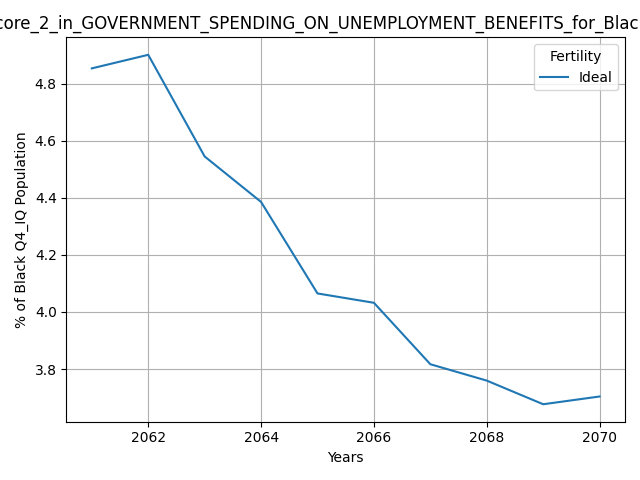 core_2_in_GOVERNMENT_SPENDING_ON_UNEMPLOYMENT_BENEFITS_for_Blac
Fertility
Ideal
% of Black Q4_IQ Population
4.8
4.6
4.4
4.2
4.0
3.8
2062
2064
2066
2068
2070
Years